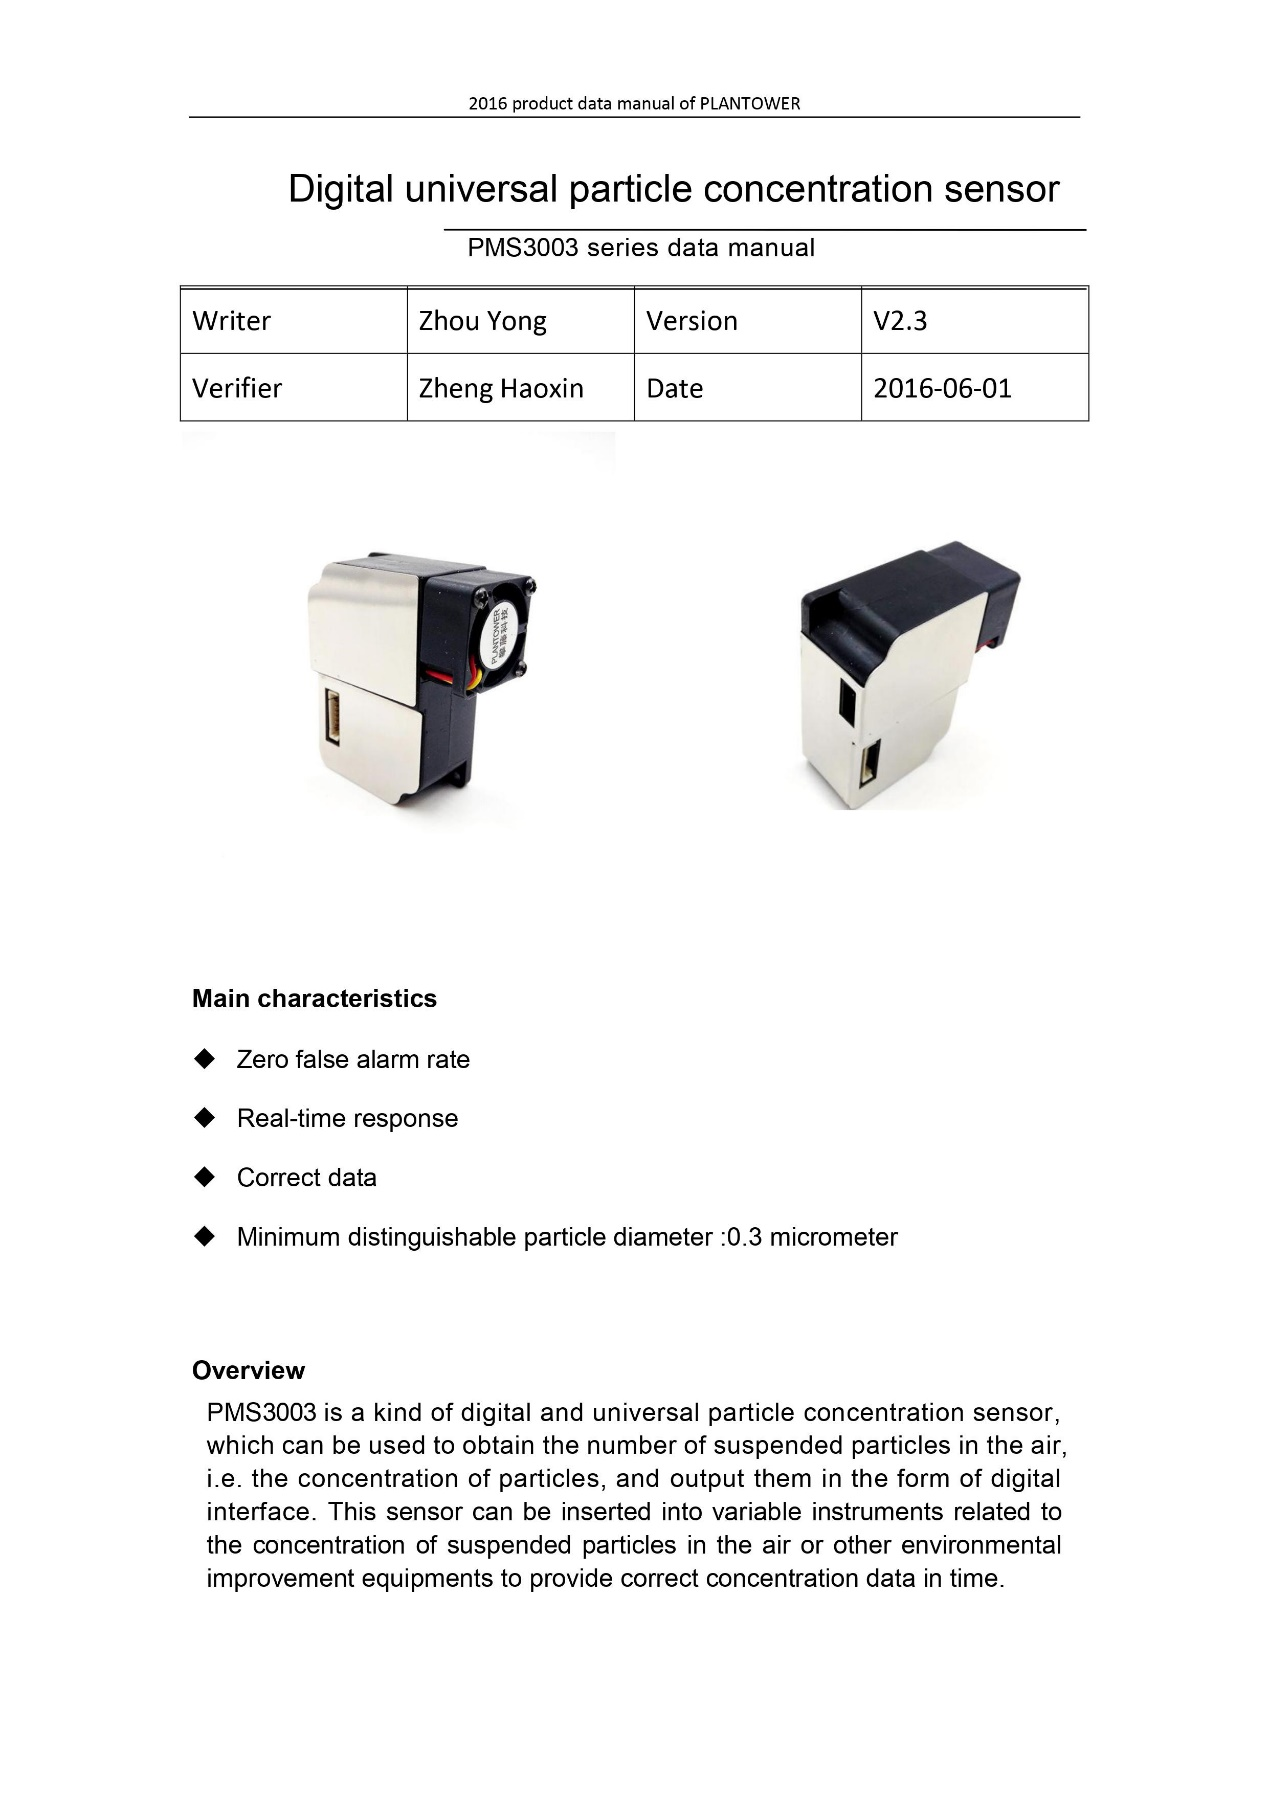 2016 product data manual of PLANTOWER
Digital universal particle concentration sensor
PMS3003 series data manual
Writer Zhou Yong Version V2.3
Verifier Zheng Haoxin Date 2016-06-01
PLANTOWER
攀藤科技
Main characteristics
◆ Zero false alarm rate
◆ Real-time response
◆ Correct data
◆ Minimum distinguishable particle diameter :0.3 micrometer
Overview
PMS3003 is a kind of digital and universal particle concentration sensor,
which can be used to obtain the number of suspended particles in the air,
i.e. the concentration of particles, and output them in the form of digital
interface. This sensor can be inserted into variable instruments related to
the concentration of suspended particles in the air or other environmental
improvement equipments to provide correct concentration data in time.